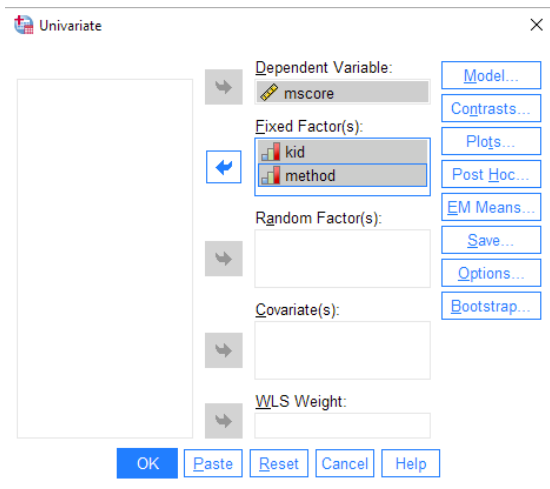 Univariate
Dependent Variable:
mscore
Fixed Factor(s):
kid
method
Random Factor(s):
Covariate(s):
WLS Weight:
Model...
Contrasts...
Plots...
Post Hoc...
EM Means...
Save...
Options...
Bootstrap...
OK
Paste
Reset
Cancel
Help